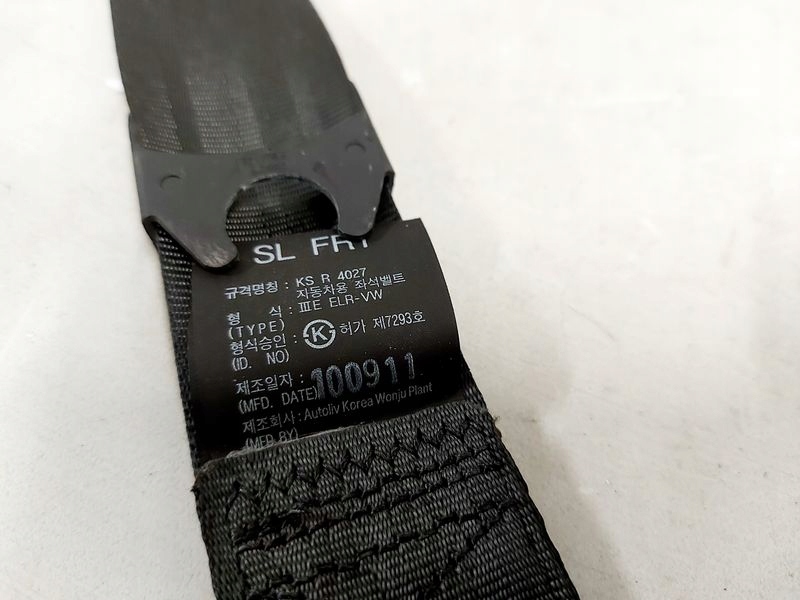 SL FRT
규격명칭 : KS R 4027
자동차용 좌석벨트
형 식 : ⅢE ELR-VW
(TYPE)
형식승인 : K 허가 제7293호
(ID. NO)
제조일자 : 100911
(MFD. DATE)
제조회사 : Autoliv Korea Wonju Plant
(MFD BY)